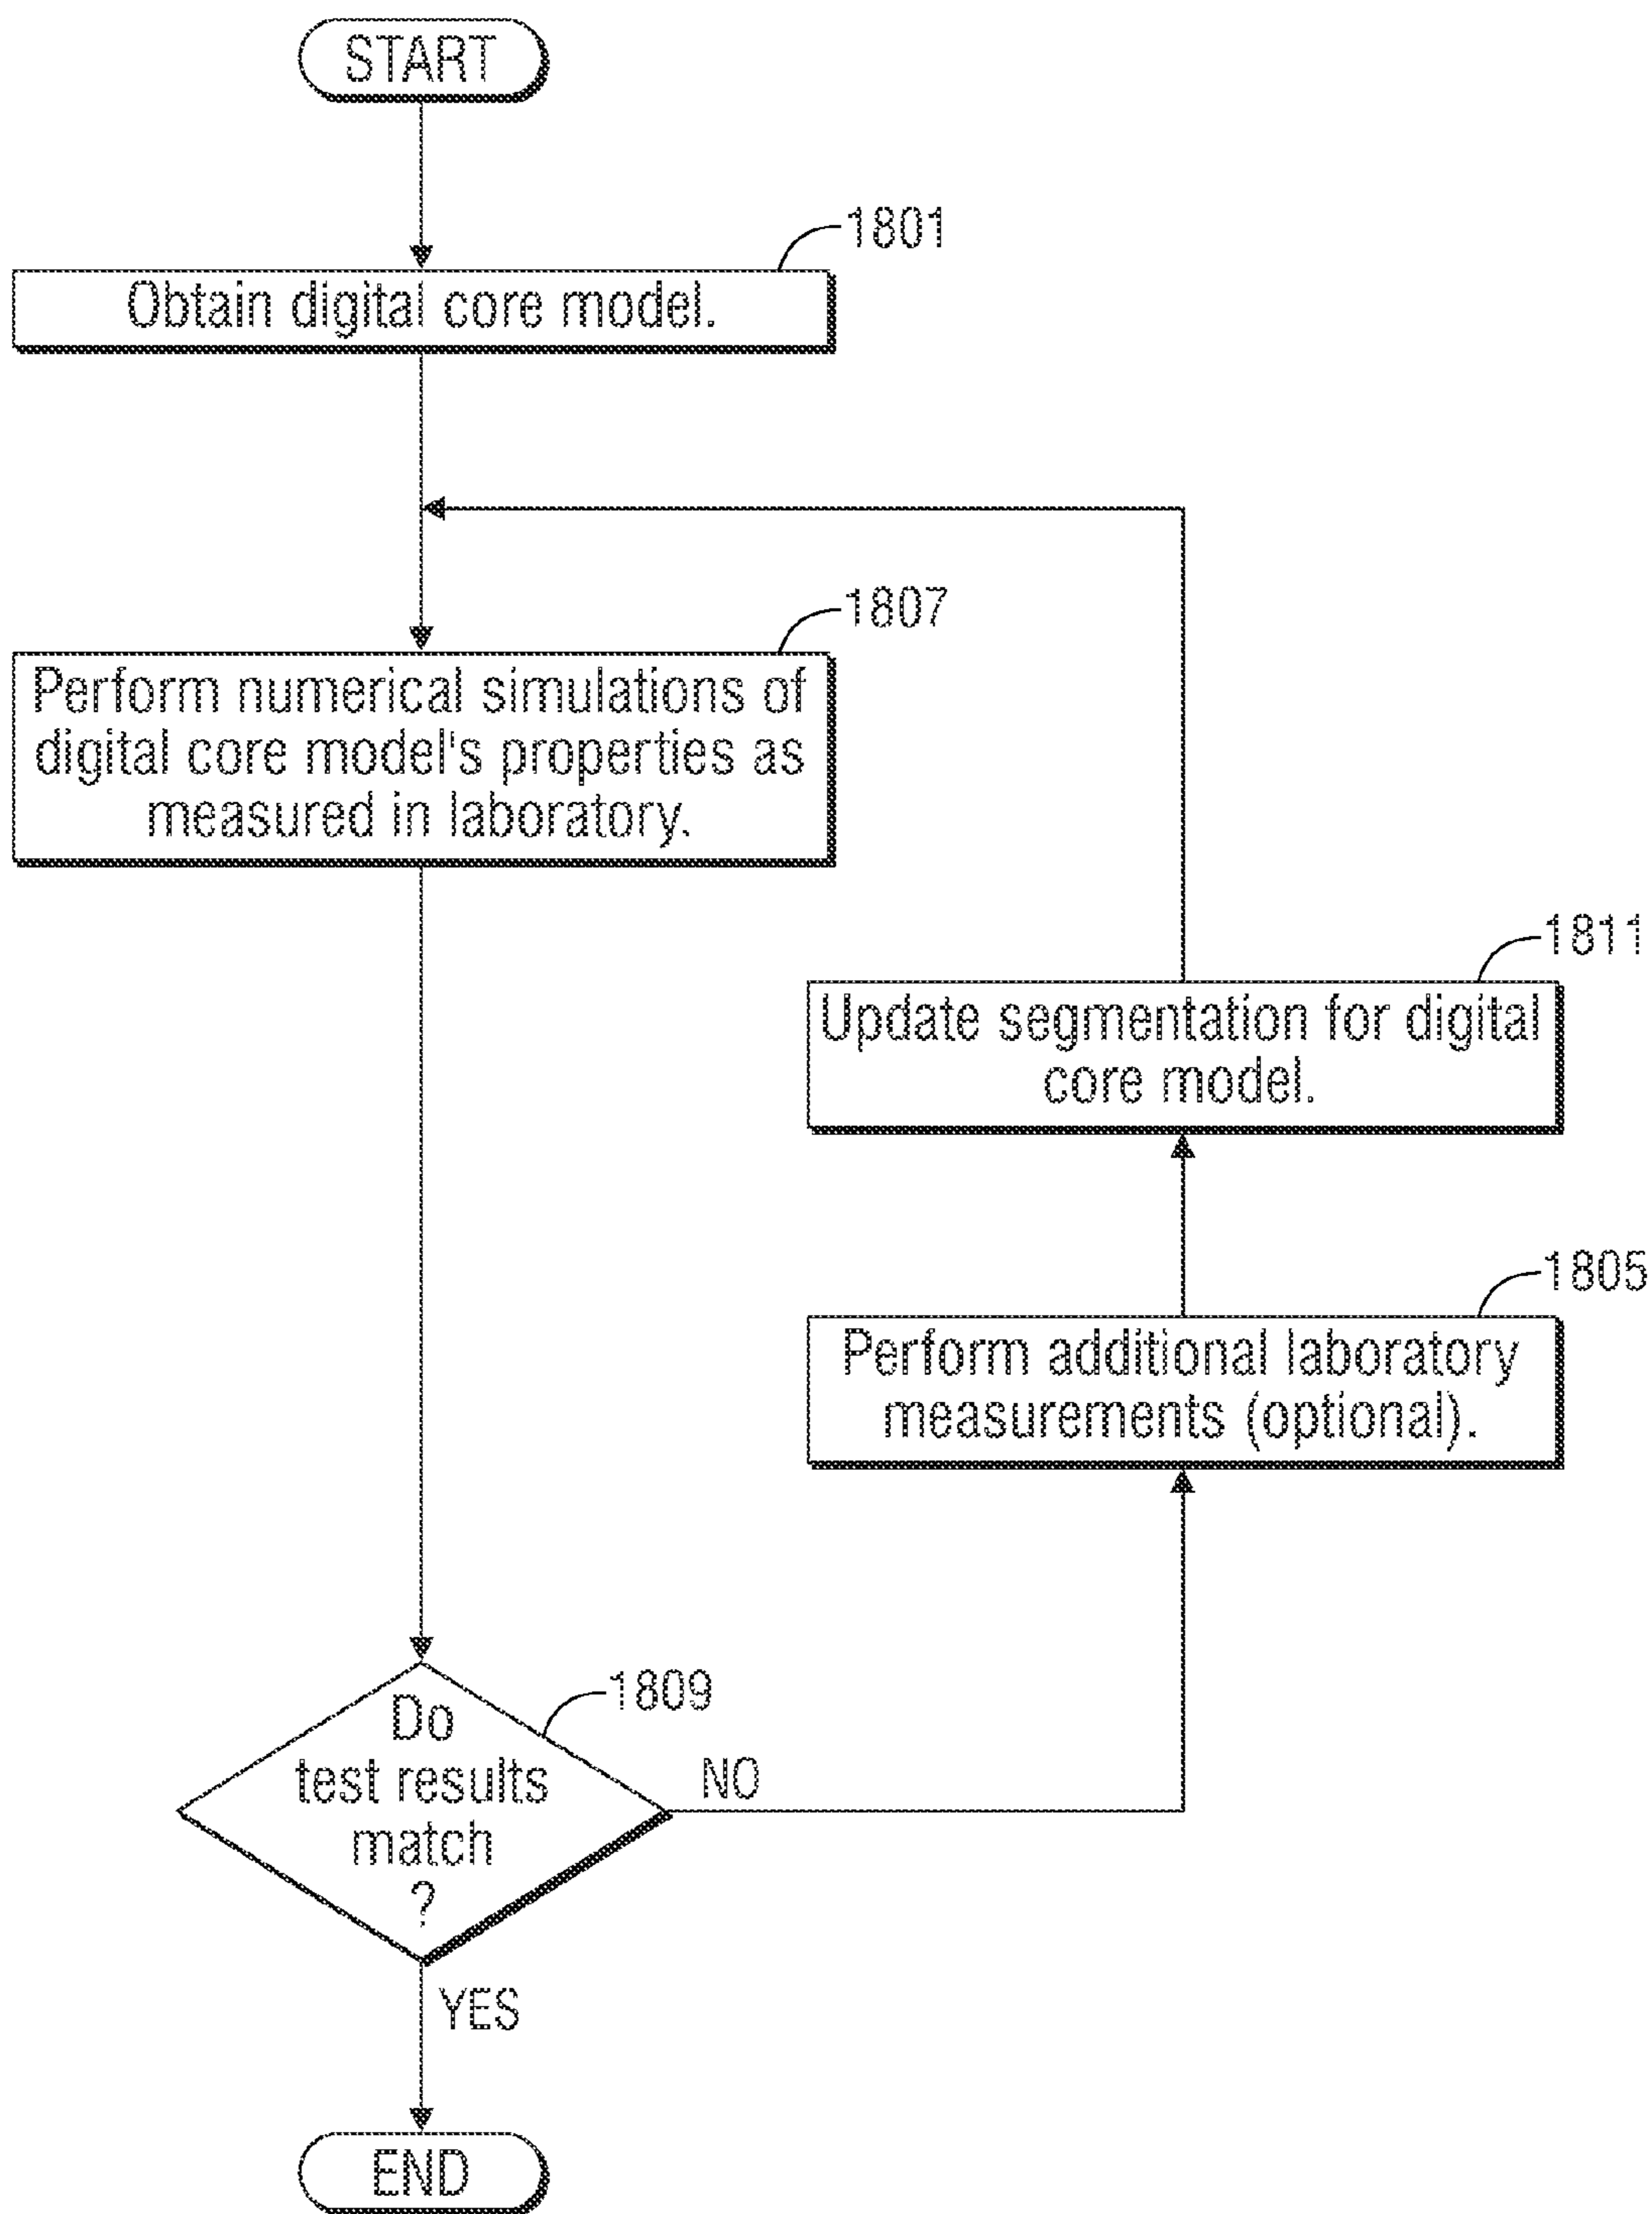 START
1801
Obtain digital core model.
1807
Perform numerical simulations of
digital core model's properties as
measured in laboratory.
1811
Update segmentation for digital
core model.
1805
Perform additional laboratory
measurements (optional).
1809
Do
test results
match
?
NO
YES
END